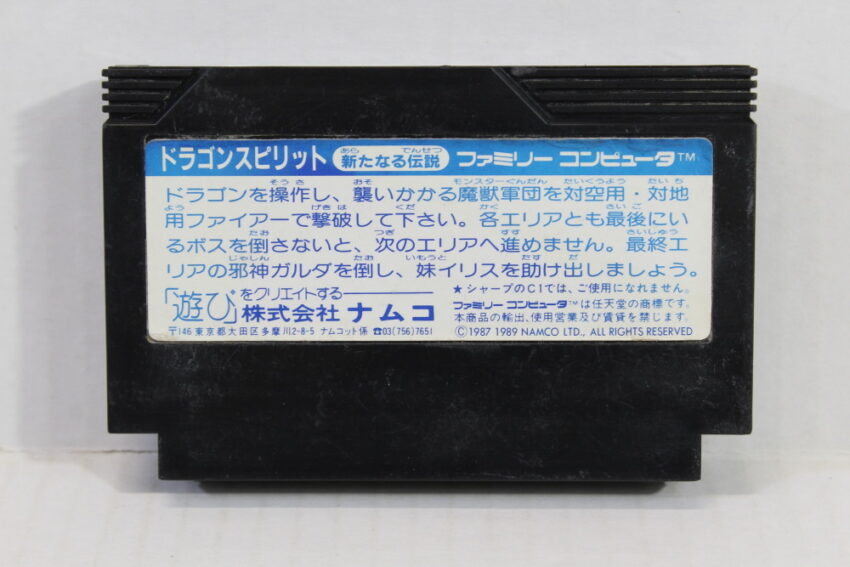 ドラゴンスピリット 新たなる伝説 ファミリー コンピュータ™
ドラゴンを操作し、襲いかかる魔獣軍団を対空用・対地
用ファイアーで撃破して下さい。各エリアとも最後にい
るボスを倒さないと、次のエリアへ進めません。最終エ
リアの邪神ガルダを倒し、妹イリスを助け出しましょう。
「遊び」をクリエイトする
株式会社 ナムコ
〒146 東京都大田区多摩川2-8-5 ナムコット係 ☎03(756)7651
★シャープのC1では、ご使用になれません。
ファミリー コンピュータ™は任天堂の商標です。
本商品の輸出、使用営業及び賃貸を禁じます。
©1987 1989 NAMCO LTD., ALL RIGHTS RESERVED